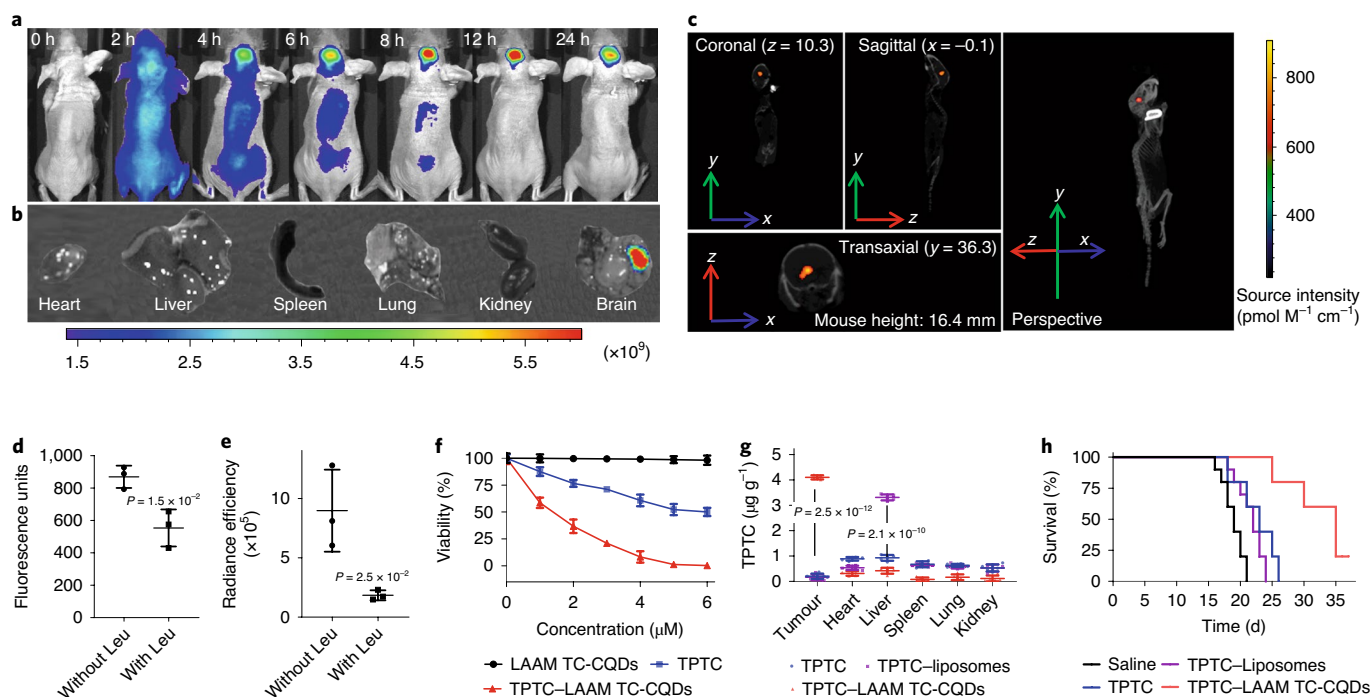 a
0 h 2 h 4 h 6 h 8 h 12 h 24 h
b
Heart Liver Spleen Lung Kidney Brain
1.5 2.5 3.5 4.5 5.5 (×10⁹)
c
Coronal (z = 10.3)
y
x
Sagittal (x = –0.1)
y
z
Transaxial (y = 36.3)
z
x
Mouse height: 16.4 mm
y
z x
Perspective
800
600
400
Source intensity
(pmol M⁻¹ cm⁻¹)
d
Fluorescence units
1,000
800
600
400
200
0
P = 1.5 × 10⁻²
Without Leu
With Leu
e
Radiance efficiency
(×10⁵)
10
5
0
P = 2.5 × 10⁻²
Without Leu
With Leu
f
Viability (%)
100
75
50
25
0
0 2 4 6
Concentration (μM)
LAAM TC-CQDs TPTC
TPTC–LAAM TC-CQDs
g
TPTC (μg g⁻¹)
5
4
3
2
1
0
P = 2.5 × 10⁻¹²
P = 2.1 × 10⁻¹⁰
Tumour
Heart
Liver
Spleen
Lung
Kidney
TPTC TPTC–liposomes
TPTC–LAAM TC-CQDs
h
Survival (%)
100
50
0
0 5 10 15 20 25 30 35
Time (d)
Saline TPTC–Liposomes
TPTC TPTC–LAAM TC-CQDs